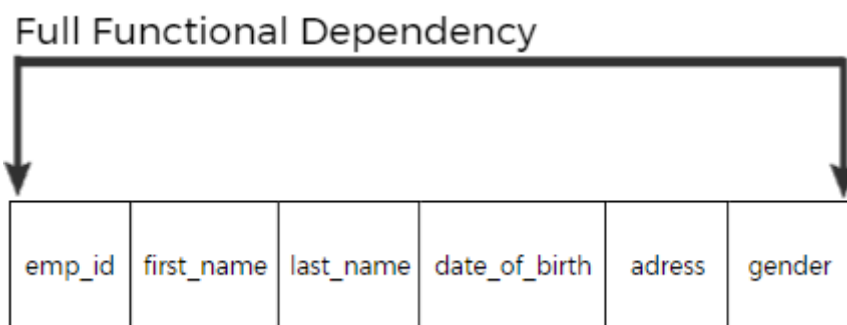 Full Functional Dependency
emp_id first_name last_name date_of_birth adress gender